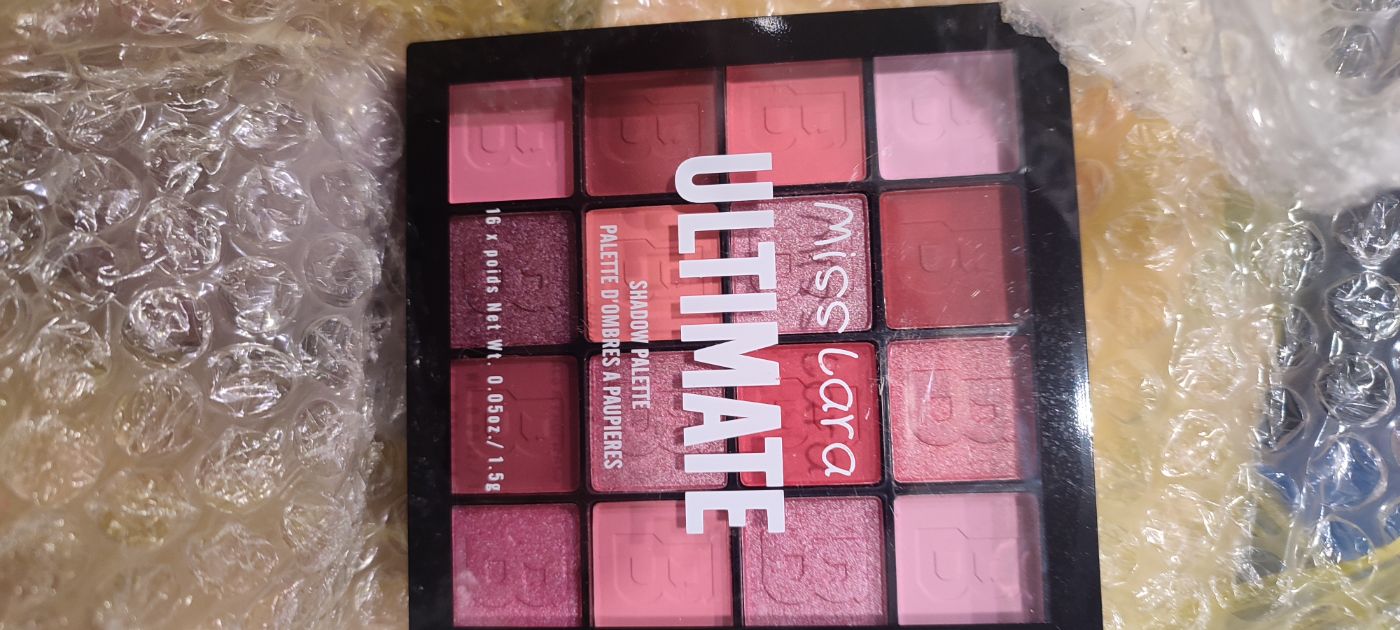 Miss Lara
ULTIMATE
SHADOW PALETTE
PALETTE D'OMBRES A PAUPIERES
16 x poids Net Wt. 0.05oz./ 1.5g